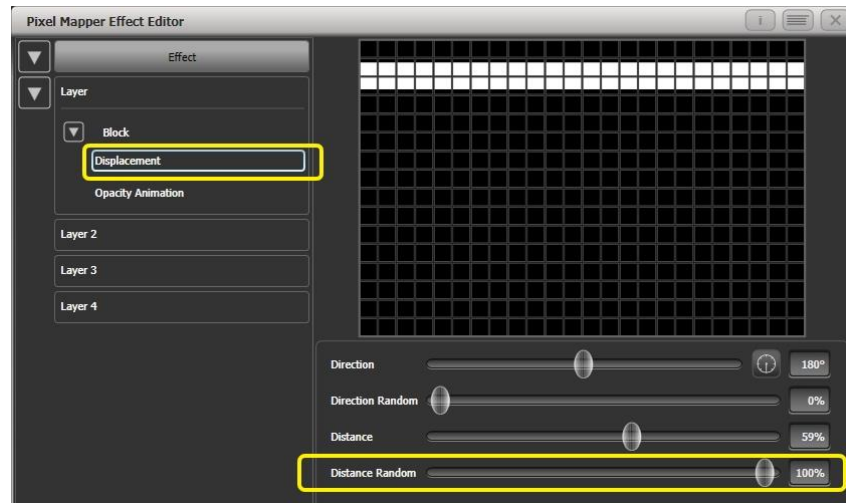 Pixel Mapper Effect Editor
i
Effect
Layer
Block
Displacement
Opacity Animation
Layer 2
Layer 3
Layer 4
Direction 180°
Direction Random 0%
Distance 59%
Distance Random 100%